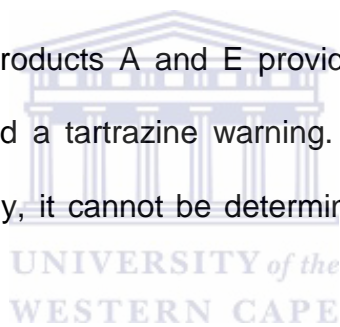 roducts A and E provid
d a tartrazine warning.
y, it cannot be determin
UNIVERSITY of the
WESTERN CAPE